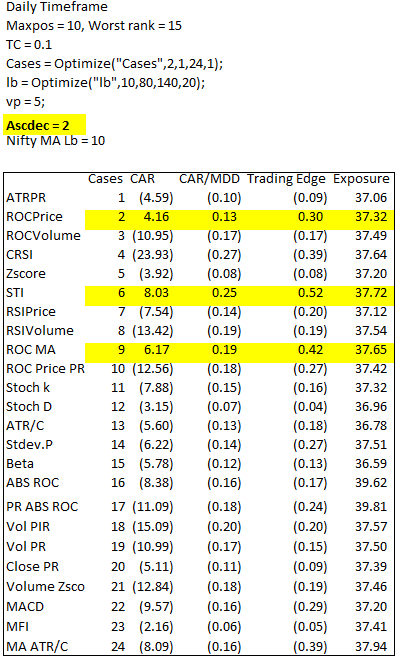 Daily Timeframe
Maxpos = 10, Worst rank = 15
TC = 0.1
Cases = Optimize("Cases",2,1,24,1);
lb = Optimize("lb",10,80,140,20);
vp = 5;
Ascdec = 2
Nifty MA Lb = 10
Cases CAR CAR/MDD Trading Edge Exposure
ATRPR 1 (4.59) (0.10) (0.09) 37.06
ROCPrice 2 4.16 0.13 0.30 37.32
ROCVolume 3 (10.95) (0.17) (0.17) 37.49
CRSI 4 (23.93) (0.27) (0.39) 37.64
Zscore 5 (3.92) (0.08) (0.08) 37.20
STI 6 8.03 0.25 0.52 37.72
RSIPrice 7 (7.54) (0.14) (0.20) 37.12
RSIVolume 8 (13.42) (0.19) (0.19) 37.54
ROC MA 9 6.17 0.19 0.42 37.65
ROC Price PR 10 (12.56) (0.18) (0.27) 37.42
Stoch k 11 (7.88) (0.15) (0.16) 37.32
Stoch D 12 (3.15) (0.07) (0.04) 36.96
ATR/C 13 (5.60) (0.13) (0.18) 36.78
Stdev.P 14 (6.22) (0.14) (0.27) 37.51
Beta 15 (5.78) (0.12) (0.13) 36.59
ABS ROC 16 (8.38) (0.16) (0.17) 39.62
PR ABS ROC 17 (11.09) (0.18) (0.24) 39.81
Vol PIR 18 (15.09) (0.20) (0.20) 37.57
Vol PR 19 (10.99) (0.17) (0.15) 37.50
Close PR 20 (5.11) (0.11) (0.09) 37.39
Volume Zsco 21 (12.84) (0.18) (0.19) 37.46
MACD 22 (9.57) (0.16) (0.29) 37.20
MFI 23 (2.16) (0.06) (0.05) 37.41
MA ATR/C 24 (8.09) (0.16) (0.39) 37.94